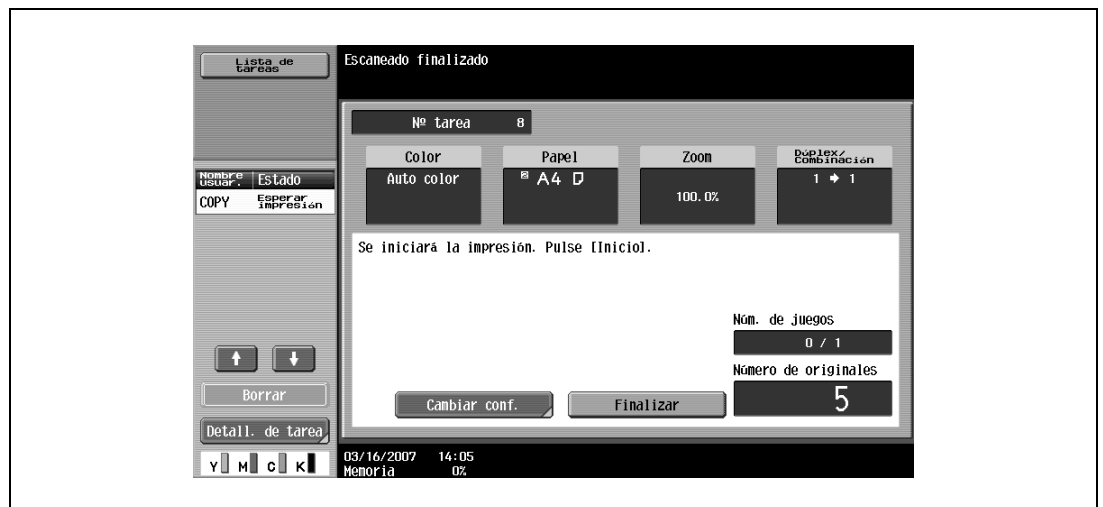 Lista de
tareas
Escaneado finalizado
Nº tarea 8
Color
Papel
Zoom
Dúplex/
Combinación
Auto color
2 A4
100.0%
1 → 1
Nombre
usuar.
Estado
COPY
Esperar
impresión
Se iniciará la impresión. Pulse [Inicio].
Núm. de juegos
0 / 1
Número de originales
5
Borrar
Cambiar conf.
Finalizar
Detall. de tarea
Y M C K
03/16/2007 14:05
Memoria 0%